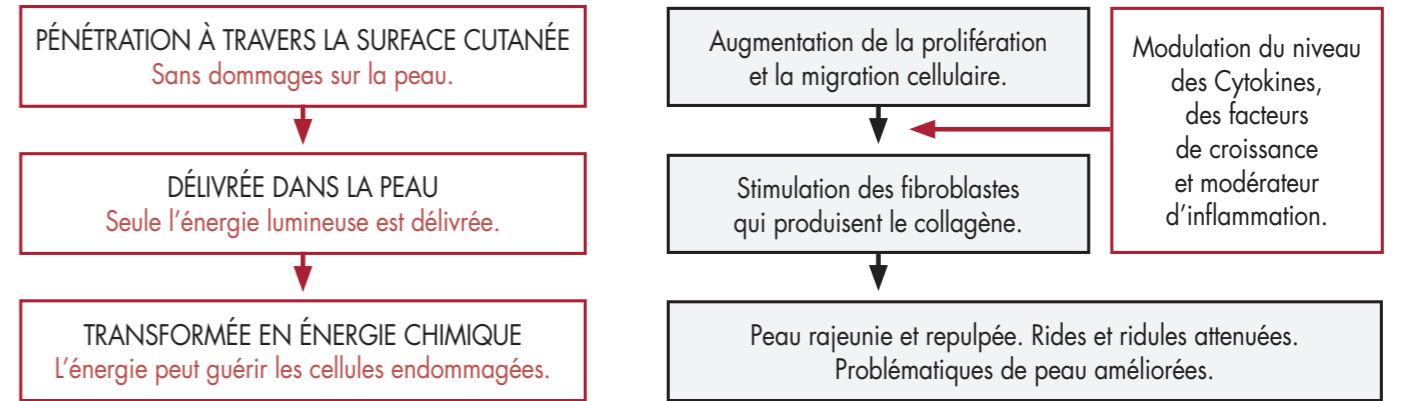 PÉNÉTRATION À TRAVERS LA SURFACE CUTANÉE
Sans dommages sur la peau.
DÉLIVRÉE DANS LA PEAU
Seule l’énergie lumineuse est délivrée.
TRANSFORMÉE EN ÉNERGIE CHIMIQUE
L’énergie peut guérir les cellules endommagées.
Augmentation de la prolifération
et la migration cellulaire.
Stimulation des fibroblastes
qui produisent le collagène.
Peau rajeunie et repulpée. Rides et ridules attenuées.
Problématiques de peau améliorées.
Modulation du niveau
des Cytokines,
des facteurs
de croissance
et modérateur
d’inflammation.